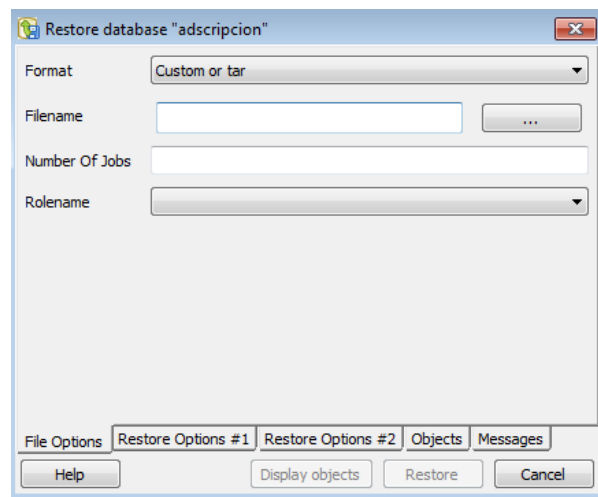 Restore database "adscripcion"
Format Custom or tar
Filename ...
Number Of Jobs
Rolename
File Options Restore Options #1 Restore Options #2 Objects Messages
Help Display objects Restore Cancel